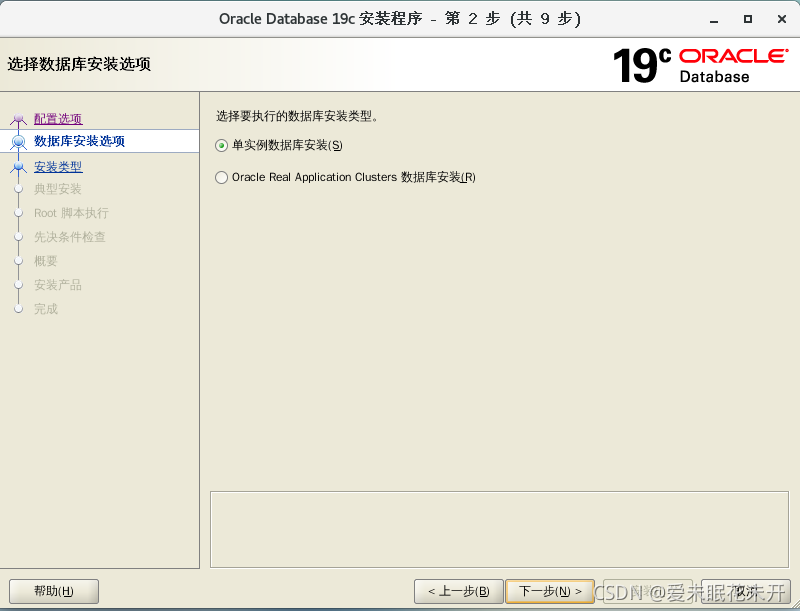 Oracle Database 19c 安装程序 - 第 2 步 (共 9 步)
选择数据库安装选项
19c ORACLE
Database
配置选项
数据库安装选项
安装类型
典型安装
Root 脚本执行
先决条件检查
概要
安装产品
完成
选择要执行的数据库安装类型。
单实例数据库安装(S)
Oracle Real Application Clusters 数据库安装(R)
帮助(H)
< 上一步(B)
下一步(N) >
取消
CSDN @爱未眠花未开